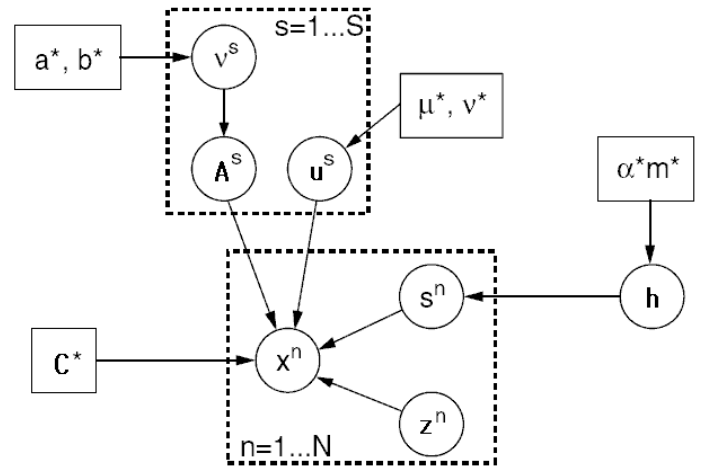 s=1...S
a*, b*
ν^s
μ*, ν*
A^s
u^s
α*m*
s^n
h
C*
x^n
z^n
n=1...N